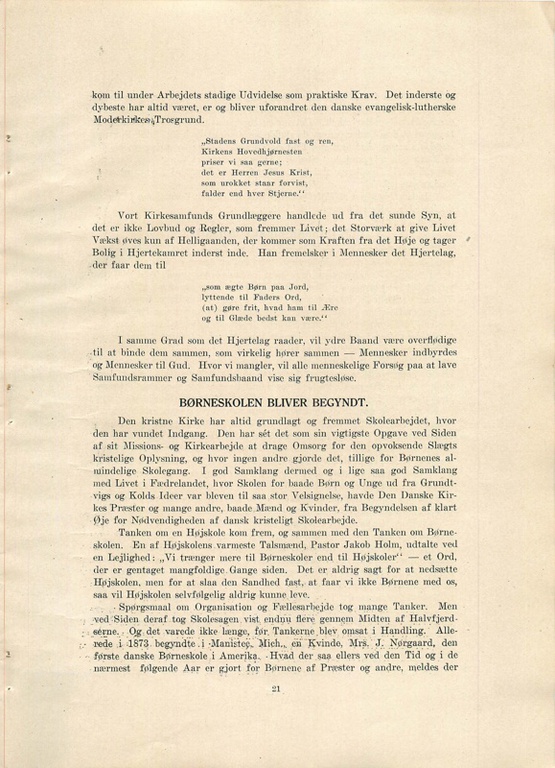 kom til under Arbejdets stadige Udvidelse som praktiske Krav. Det inderste og
dybeste har altid været, er og bliver uforandret den danske evangelisk-lutherske
Moderkirkes Trosgrund.
„Stadens Grundvold fast og ren,
Kirkens Hovedhjørnesten
priser vi saa gerne;
det er Herren Jesus Krist,
som urokket staar forvist,
falder end hver Stjerne."
Vort Kirkesamfunds Grundlæggere handlede ud fra det sunde Syn, at
det er ikke Lovbud og Regler, som fremmer Livet; det Storværk at give Livet
Vækst øves kun af Helligaanden, der kommer som Kraften fra det Høje og tager
Bolig i Hjertekamret inderst inde. Han fremelsker i Mennesker det Hjertelag,
der faar dem til
„som ægte Børn paa Jord,
lyttende til Faders Ord,
(at) gøre frit, hvad ham til Ære
og til Glæde bedst kan være."
I samme Grad som det Hjertelag raader, vil ydre Baand være overflødige
til at binde dem sammen, som virkelig hører sammen — Mennesker indbyrdes
og Mennesker til Gud. Hvor vi mangler, vil alle menneskelige Forsøg paa at lave
Samfundsrammer og Samfundsbaand vise sig frugtesløse.
BØRNESKOLEN BLIVER BEGYNDT.
Den kristne Kirke har altid grundlagt og fremmet Skolearbejdet, hvor
den har vundet Indgang. Den har sét det som sin vigtigste Opgave ved Siden
af sit Missions- og Kirkearbejde at drage Omsorg for den opvoksende Slægts
kristelige Oplysning, og hvor ingen andre gjorde det, tillige for Børnenes al-
mindelige Skolegang. I god Samklang dermed og i lige saa god Samklang
med Livet i Fædrelandet, hvor Skolen for baade Børn og Unge ud fra Grundt-
vigs og Kolds Ideer var bleven til saa stor Velsignelse, havde Den Danske Kir-
kes Præster og mange andre, baade Mænd og Kvinder, fra Begyndelsen af klart
Øje for Nødvendigheden af dansk kristeligt Skolearbejde.
Tanken om en Højskole kom frem, og sammen med den Tanken om Børne-
skolen. En af Højskolens varmeste Talsmænd, Pastor Jakob Holm, udtalte ved
en Lejlighed: „Vi trænger mere til Børneskoler end til Højskoler" — et Ord,
der er gentaget mangfoldige Gange siden. Det er aldrig sagt for at nedsætte
Højskolen, men for at slaa den Sandhed fast, at faar vi ikke Børnene med os,
saa vil Højskolen selvfølgelig aldrig kunne leve.
Spørgsmaal om Organisation og Fællesarbejde tog mange Tanker. Men
ved Siden deraf tog Skolesagen vist endnu flere gennem Midten af Halvfjerd-
serne. Og det varede ikke længe, før Tankerne blev omsat i Handling. Alle-
rede i 1873 begyndte i Manistee, Mich., en Kvinde, Mrs. J. Nørgaard, den
første danske Børneskole i Amerika. Hvad der saa ellers ved den Tid og i de
nærmest følgende Aar er gjort for Børnene af Præster og andre, meldes der
21